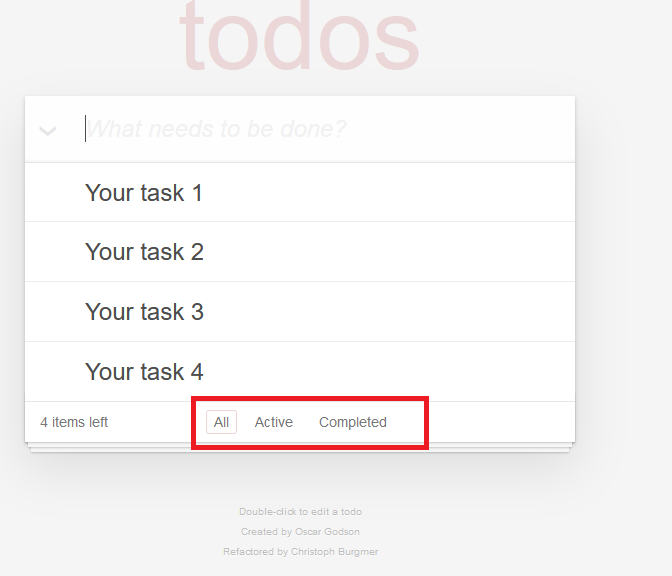 todos
What needs to be done?
Your task 1
Your task 2
Your task 3
Your task 4
4 items left All Active Completed
Double-click to edit a todo
Created by Oscar Godson
Refactored by Christoph Burgmer